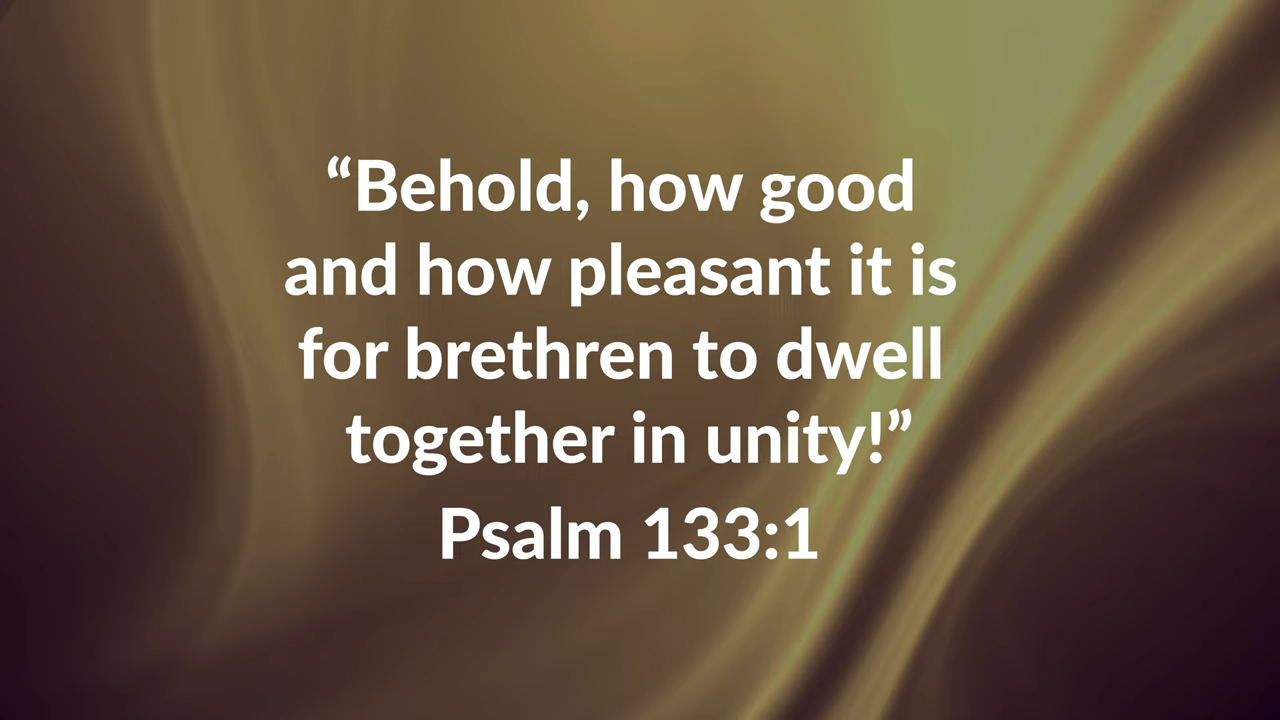 “Behold, how good
and how pleasant it is
for brethren to dwell
together in unity!”
Psalm 133:1